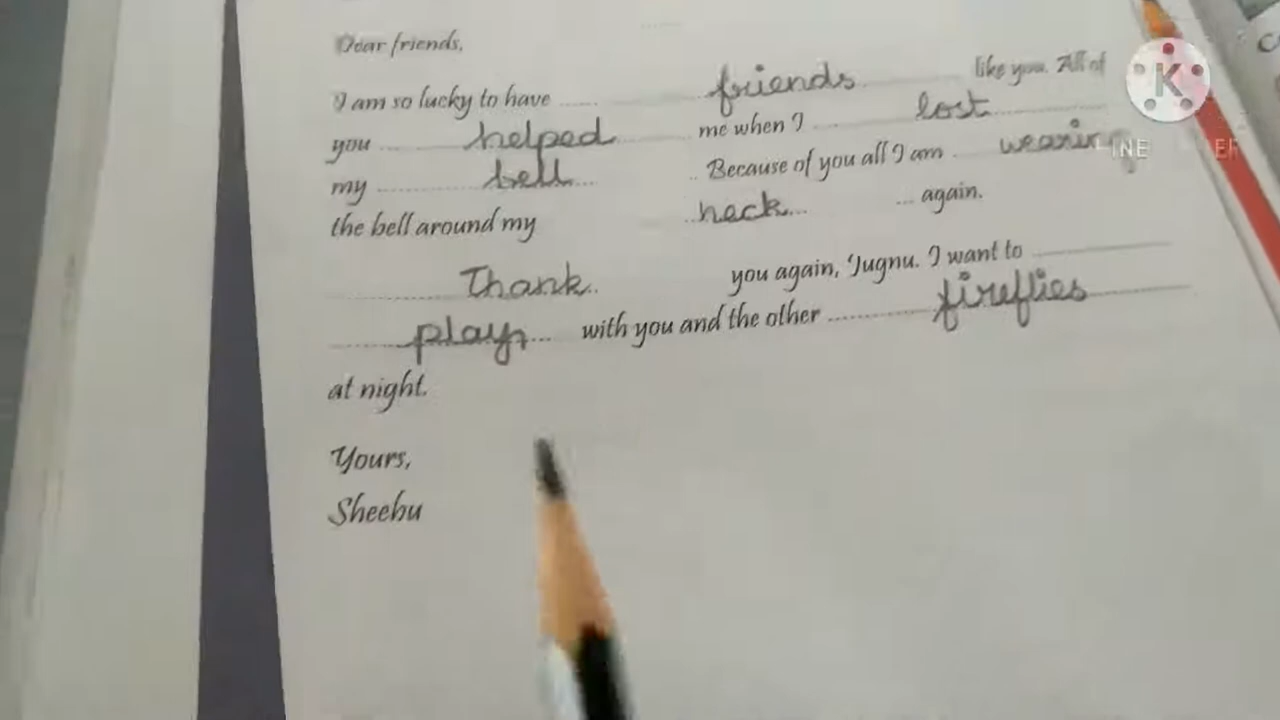 Dear friends,
I am so lucky to have ...... friends like you. All of
you ...... helped ...... me when I ...... lost ......
my ...... bell ...... Because of you all I am ...... wearing
the bell around my ...... neck ...... again.
...... Thank ...... you again, Jugnu. I want to ......
...... play ...... with you and the other ...... fireflies ......
at night.
Yours,
Sheebu
K